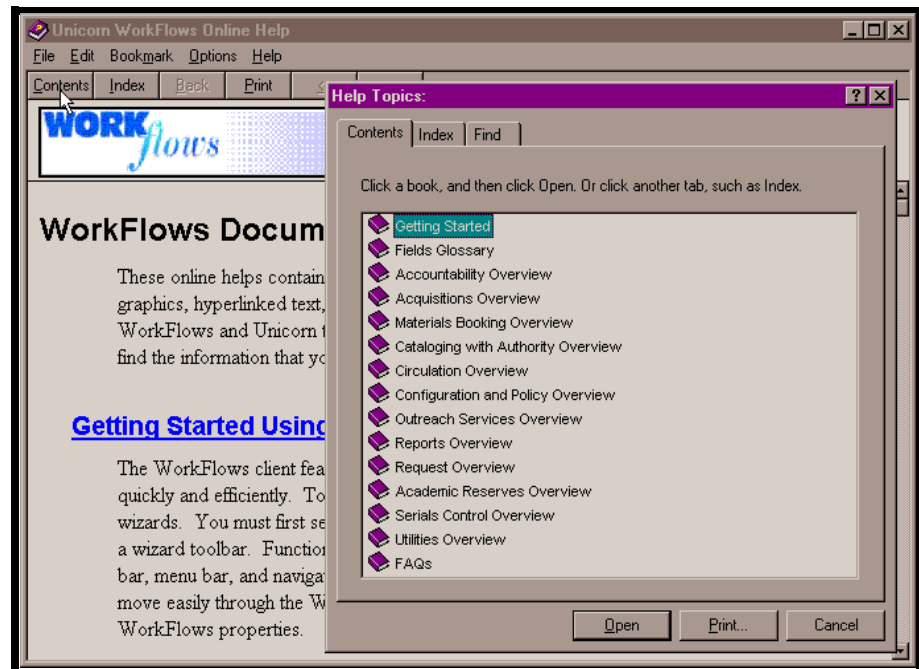 Unicorn WorkFlows Online Help
File Edit Bookmark Options Help
Contents Index Back Print
WORKflows
WorkFlows Docum
These online helps contain
graphics, hyperlinked text,
WorkFlows and Unicorn t
find the information that yo
Getting Started Using
The WorkFlows client fea
quickly and efficiently. To
wizards. You must first se
a wizard toolbar. Function
bar, menu bar, and naviga
move easily through the W
WorkFlows properties.
Help Topics:
Contents Index Find
Click a book, and then click Open. Or click another tab, such as Index.
Getting Started
Fields Glossary
Accountability Overview
Acquisitions Overview
Materials Booking Overview
Cataloging with Authority Overview
Circulation Overview
Configuration and Policy Overview
Outreach Services Overview
Reports Overview
Request Overview
Academic Reserves Overview
Serials Control Overview
Utilities Overview
FAQs
Open Print... Cancel